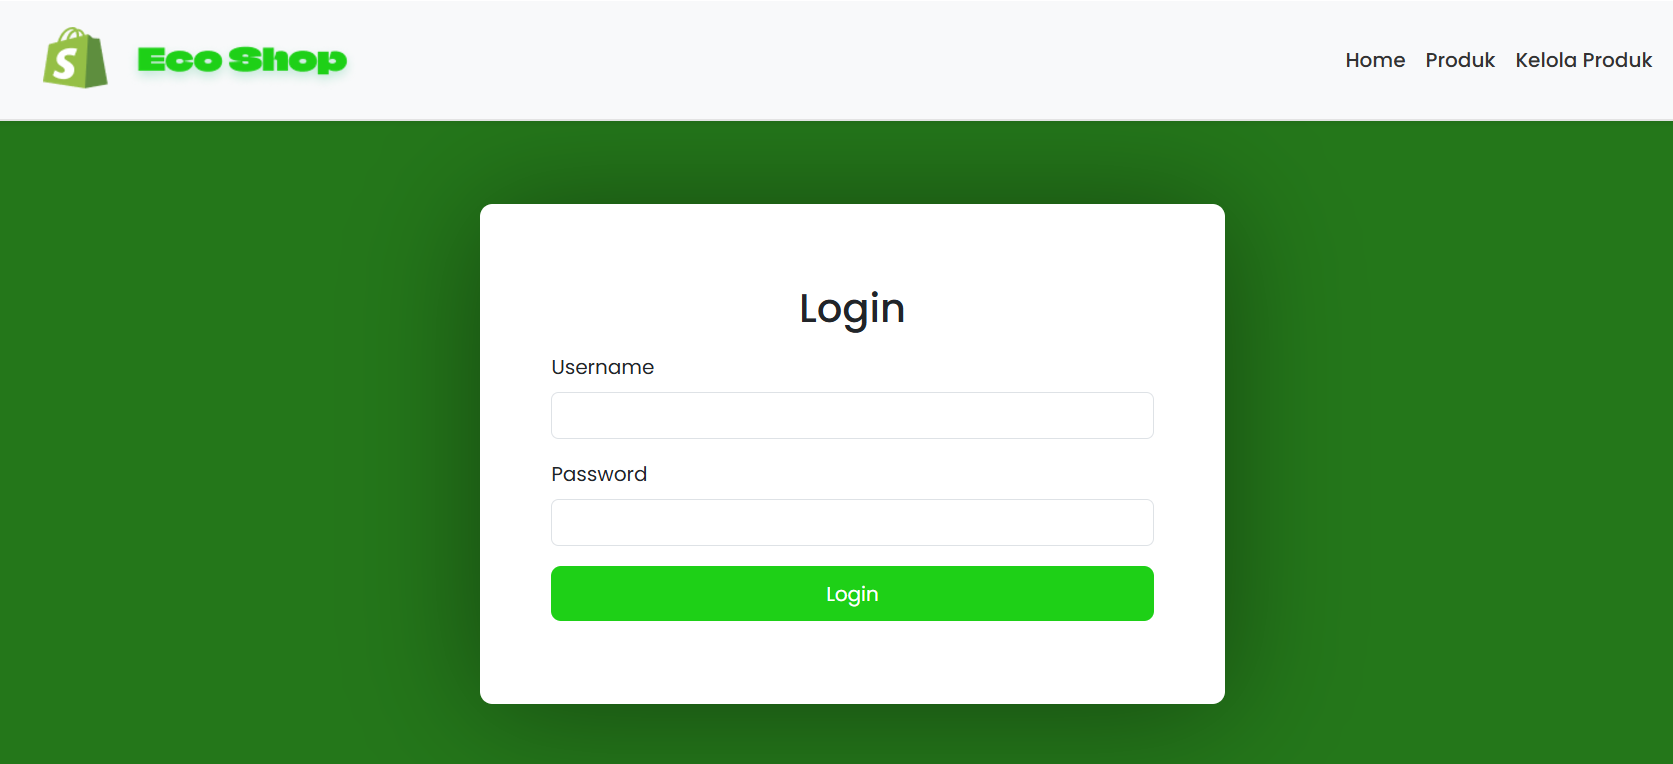 S Eco Shop
Home Produk Kelola Produk
Login
Username
Password
Login